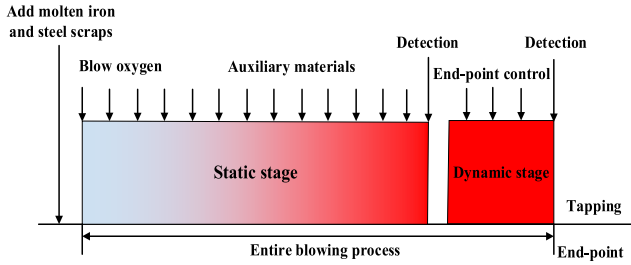 Add molten iron
and steel scraps
Blow oxygen
Auxiliary materials
Detection
Detection
End-point control
Static stage
Dynamic stage
Tapping
Entire blowing process
End-point